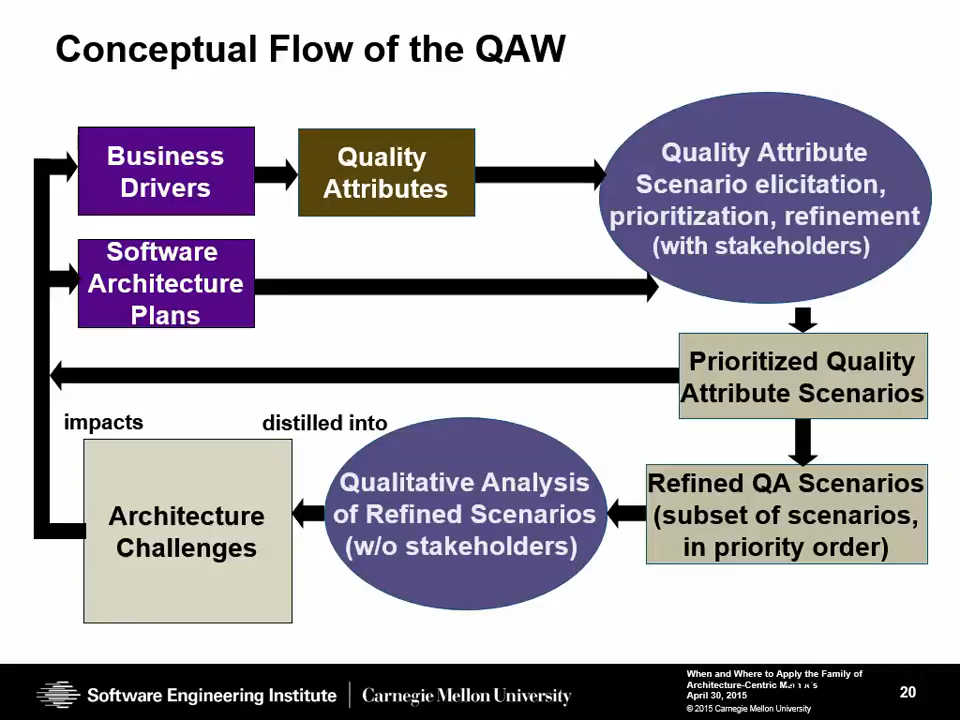 Conceptual Flow of the QAW
Business
Drivers
Quality
Attributes
Quality Attribute
Scenario elicitation,
prioritization, refinement
(with stakeholders)
Software
Architecture
Plans
Prioritized Quality
Attribute Scenarios
impacts
distilled into
Architecture
Challenges
Qualitative Analysis
of Refined Scenarios
(w/o stakeholders)
Refined QA Scenarios
(subset of scenarios,
in priority order)
Software Engineering Institute
Carnegie Mellon University
When and Where to Apply the Family of
Architecture-Centric
April 30, 2015
© 2015 Carnegie Mellon University
20